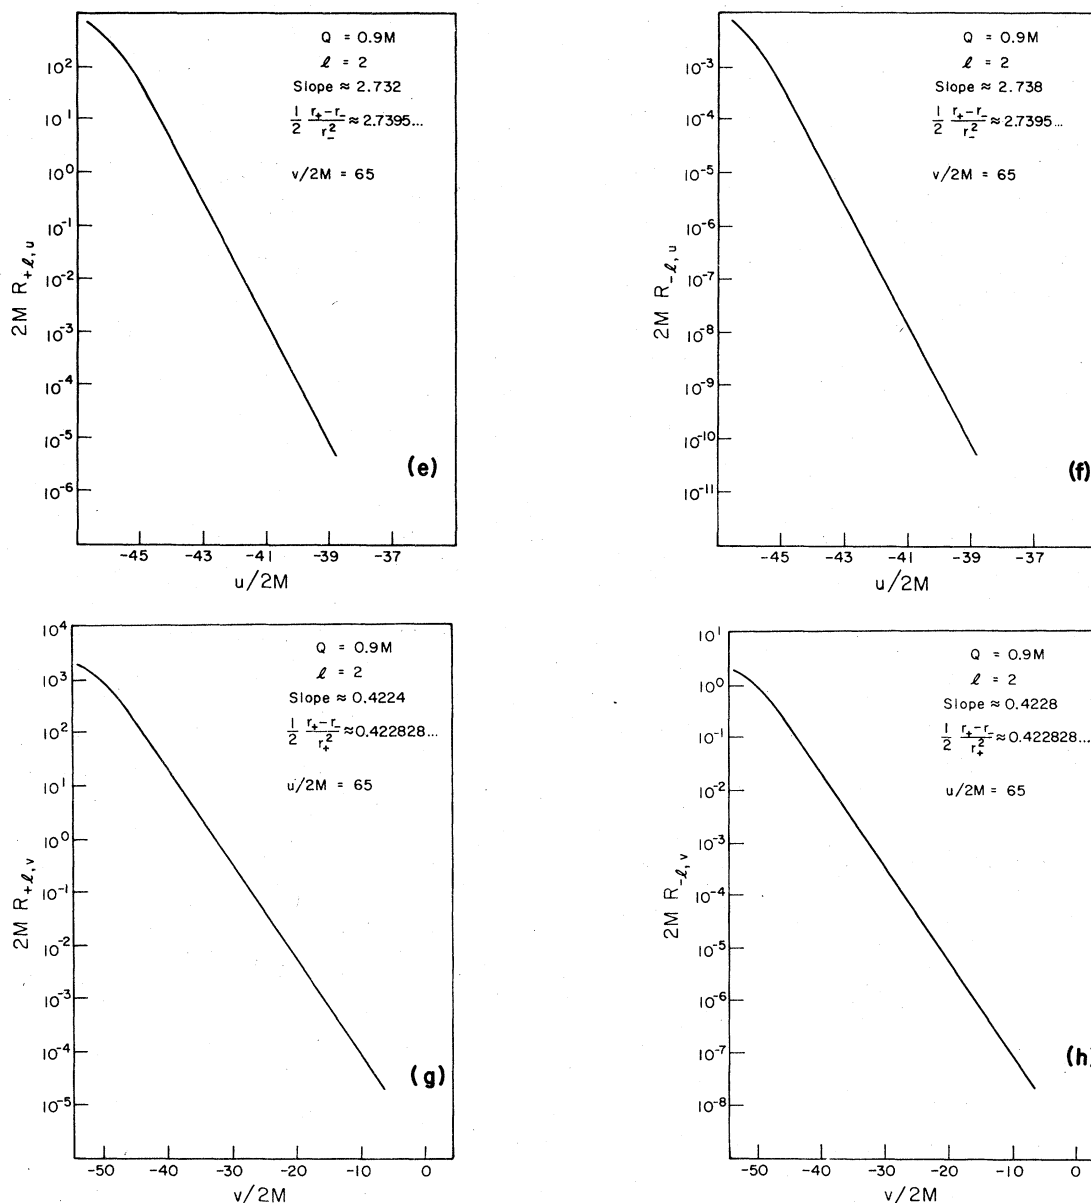 10²
10¹
10⁰
10⁻¹
10⁻²
10⁻³
10⁻⁴
10⁻⁵
10⁻⁶
2M R₊ℓ,u
Q = 0.9M
ℓ = 2
Slope ≈ 2.732
1/2 (r₊−r₋)/r₋² ≈ 2.7395...
v/2M = 65
(e)
-45 -43 -41 -39 -37
u/2M
10⁻³
10⁻⁴
10⁻⁵
10⁻⁶
10⁻⁷
10⁻⁸
10⁻⁹
10⁻¹⁰
10⁻¹¹
2M R₋ℓ,u
Q = 0.9M
ℓ = 2
Slope ≈ 2.738
1/2 (r₊−r₋)/r₋² ≈ 2.7395...
v/2M = 65
(f)
-45 -43 -41 -39 -37
u/2M
10⁴
10³
10²
10¹
10⁰
10⁻¹
10⁻²
10⁻³
10⁻⁴
10⁻⁵
2M R₊ℓ,v
Q = 0.9M
ℓ = 2
Slope ≈ 0.4224
1/2 (r₊−r₋)/r₊² ≈ 0.422828...
u/2M = 65
(g)
-50 -40 -30 -20 -10 0
v/2M
10¹
10⁰
10⁻¹
10⁻²
10⁻³
10⁻⁴
10⁻⁵
10⁻⁶
10⁻⁷
10⁻⁸
2M R₋ℓ,v
Q = 0.9M
ℓ = 2
Slope ≈ 0.4228
1/2 (r₊−r₋)/r₊² ≈ 0.422828...
u/2M = 65
(h)
-50 -40 -30 -20 -10 0
v/2M